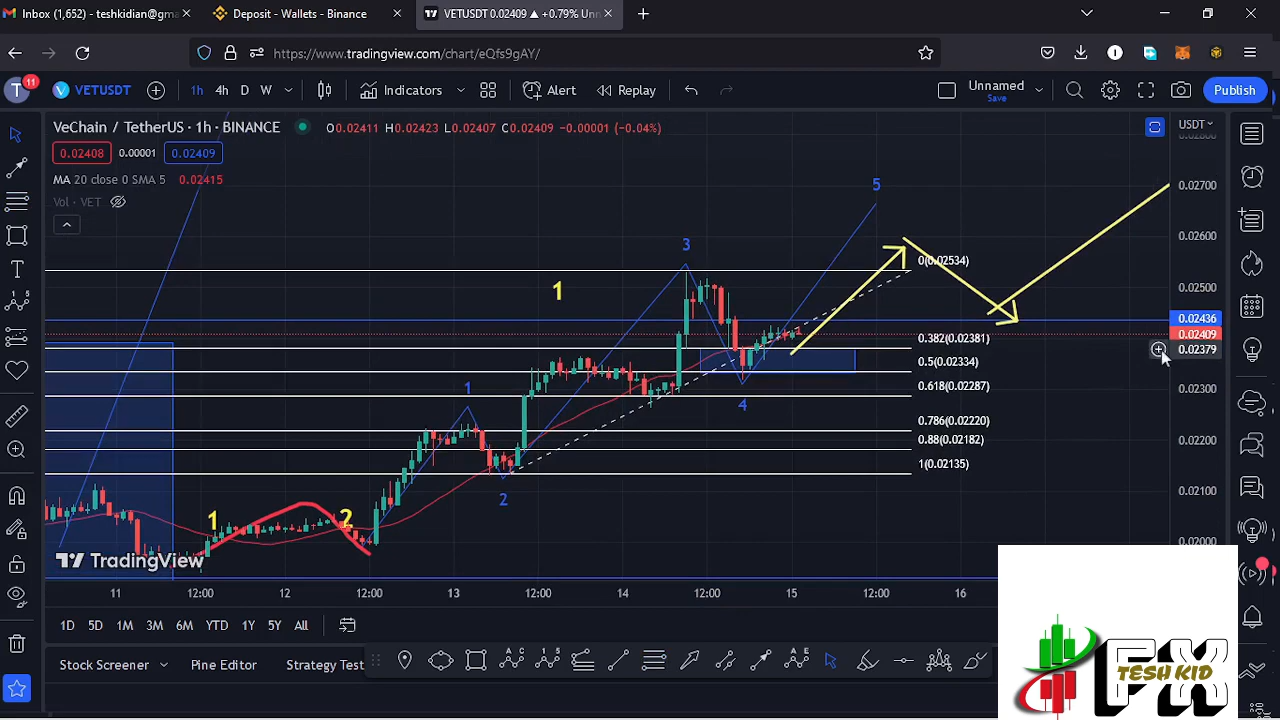 Inbox (1,652) - teshkidian@gma
Deposit - Wallets - Binance
VETUSDT 0.02409 ▲ +0.79% Unn
https://www.tradingview.com/chart/eQfs9gAY/
T 11
VETUSDT
1h 4h D W
Indicators
Alert
Replay
Unnamed
Save
Publish
VeChain / TetherUS · 1h · BINANCE
O0.02411 H0.02423 L0.02407 C0.02409 −0.00001 (−0.04%)
USDT
0.02800
0.02408 0.00001 0.02409
MA 20 close 0 SMA 5 0.02415
Vol · VET
5
0.02700
3
0.02600
0(0.02534)
1
0.02500
0.02436
0.02409
0.382(0.02381)
0.02379
0.5(0.02334)
0.618(0.02287)
0.02300
1
4
0.786(0.02220)
0.88(0.02182)
0.02200
1(0.02135)
2
0.02100
1
2
0.02000
TradingView
11 12:00 12 12:00 13 12:00 14 12:00 15 12:00 16
1D 5D 1M 3M 6M YTD 1Y 5Y All
Stock Screener
Pine Editor
Strategy Test
FX
TESH KID